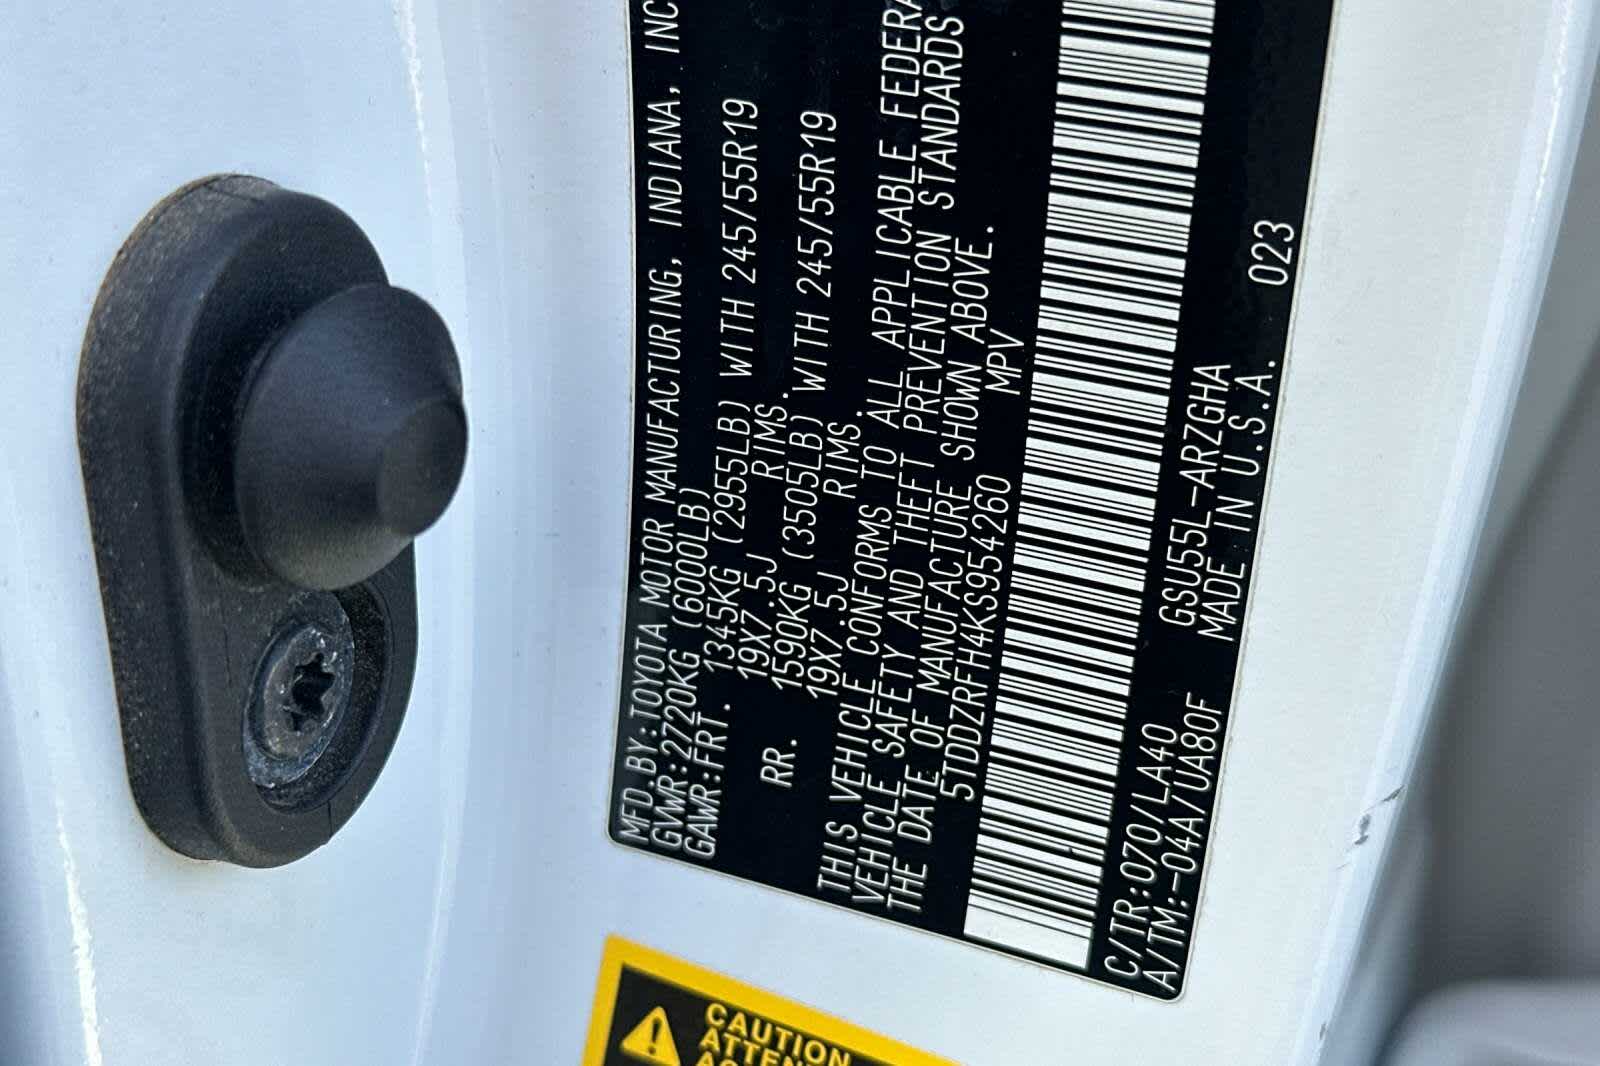 MFD.BY:TOYOTA MOTOR MANUFACTURING, INDIANA, INC
GVWR:2720KG (6000LB)
GAWR:FRT. 1345KG (2955LB) WITH 245/55R19
19X7.5J RIMS.
RR. 1590KG (3505LB) WITH 245/55R19
19X7.5J RIMS.
THIS VEHICLE CONFORMS TO ALL APPLICABLE FEDERA
VEHICLE SAFETY AND THEFT PREVENTION STANDARDS
THE DATE OF MANUFACTURE SHOWN ABOVE.
5TDDZRFH4KS954260 MPV
C/TR:070/LA40 GSU55L-ARZGHA 023
A/TM:-04A/UA80F MADE IN U.S.A.
CAUTION
ATTEN